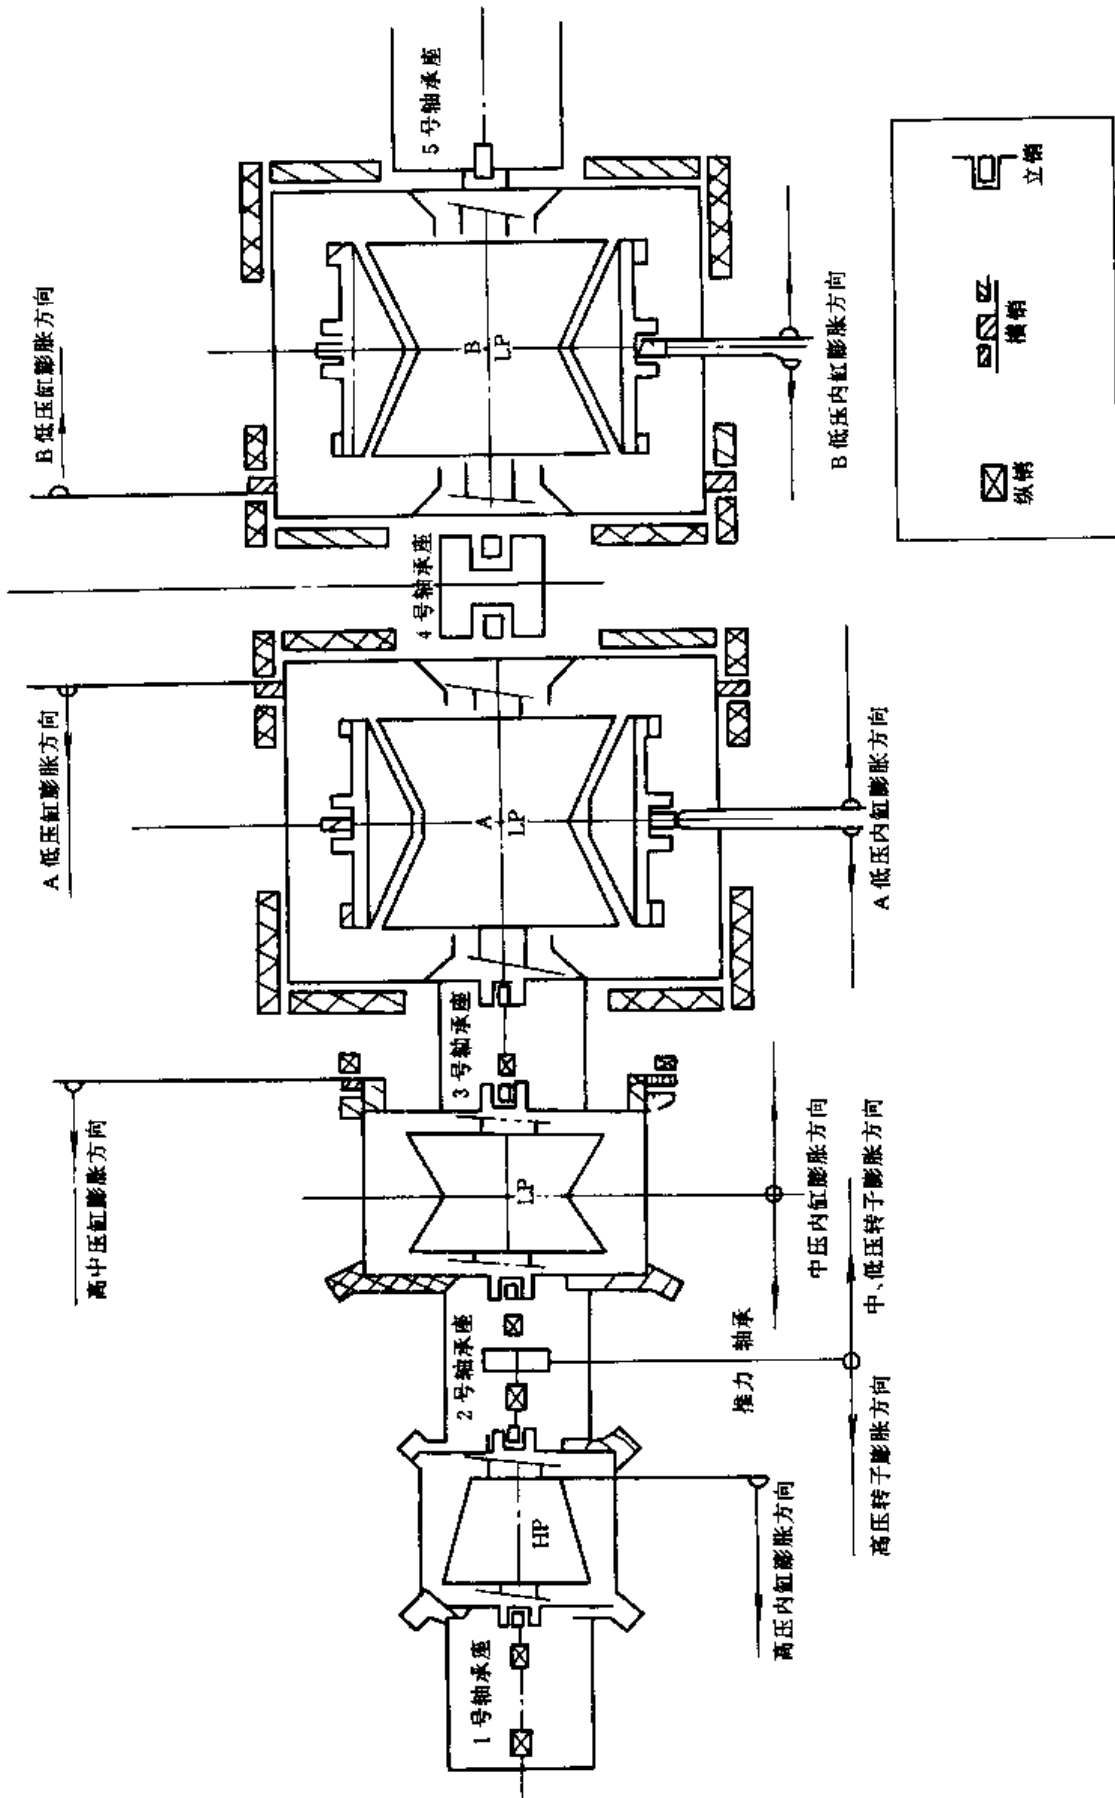 高中压缸膨胀方向
A低压缸膨胀方向
B低压缸膨胀方向
1号轴承座
2号轴承座
3号轴承座
4号轴承座
5号轴承座
HP
LP
A
LP
B
LP
推力 轴承
高压内缸膨胀方向
中压内缸膨胀方向
高压转子膨胀方向
中、低压转子膨胀方向
A低压内缸膨胀方向
B低压内缸膨胀方向
纵销
横销
立销